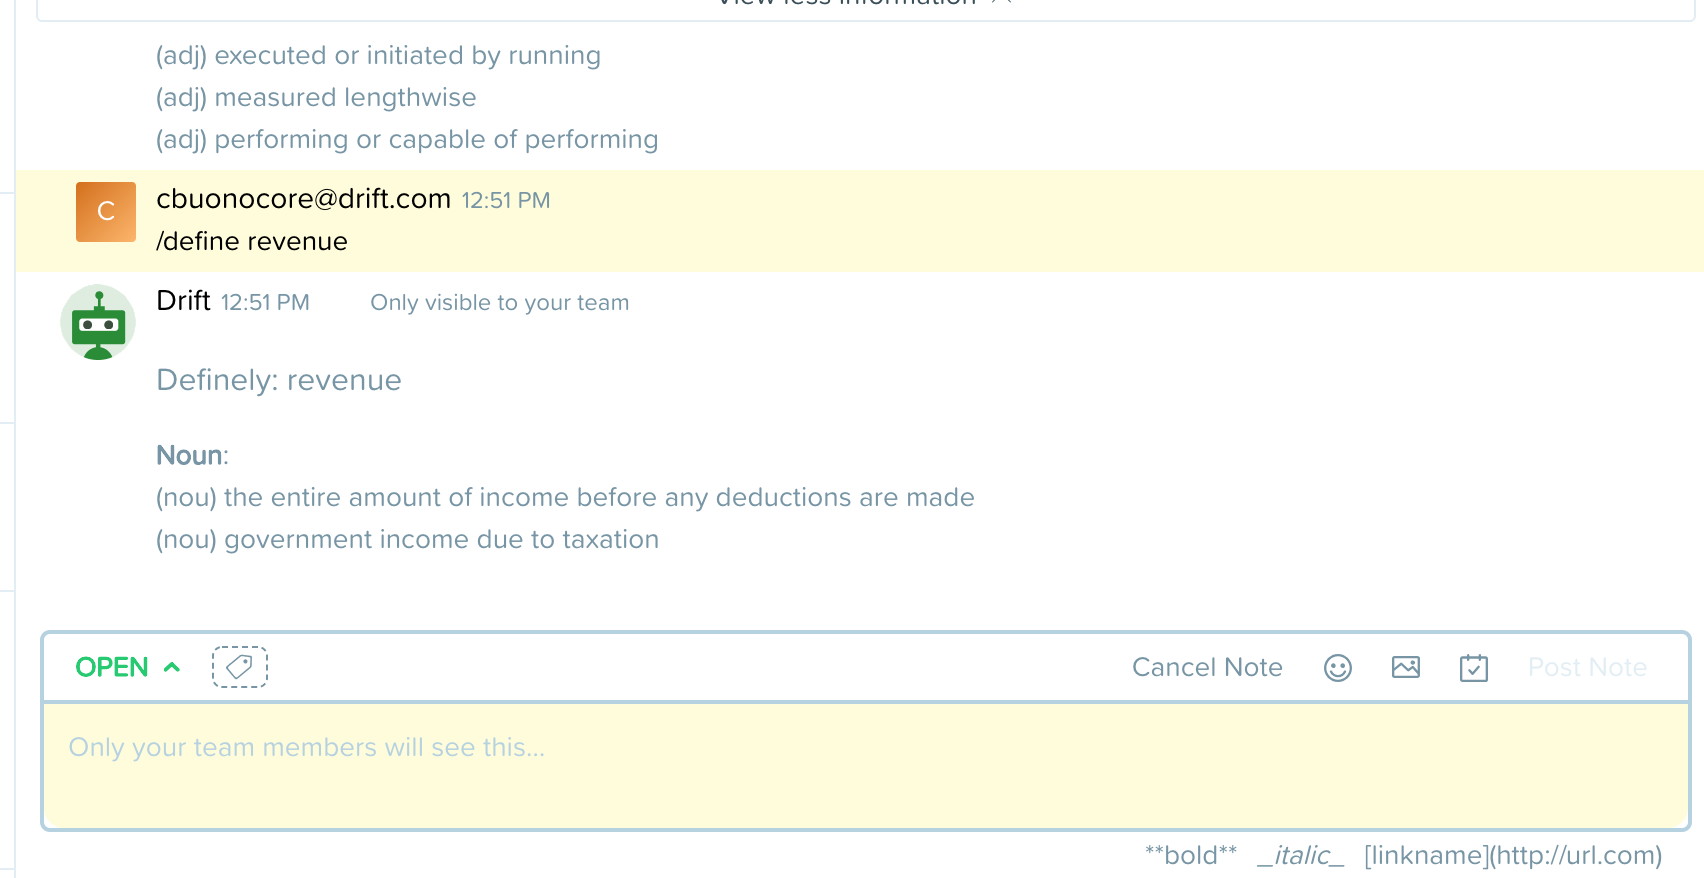 View less information
(adj) executed or initiated by running
(adj) measured lengthwise
(adj) performing or capable of performing
C
cbuonocore@drift.com 12:51 PM
/define revenue
Drift 12:51 PM Only visible to your team
Definely: revenue
Noun:
(nou) the entire amount of income before any deductions are made
(nou) government income due to taxation
OPEN Cancel Note Post Note
Only your team members will see this...
**bold** _italic_ [linkname](http://url.com)